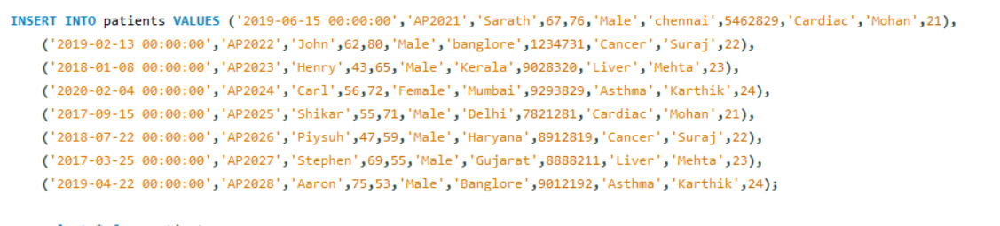 INSERT INTO patients VALUES ('2019-06-15 00:00:00','AP2021','Sarath',67,76,'Male','chennai',5462829,'Cardiac','Mohan',21),
('2019-02-13 00:00:00','AP2022','John',62,80,'Male','banglore',1234731,'Cancer','Suraj',22),
('2018-01-08 00:00:00','AP2023','Henry',43,65,'Male','Kerala',9028320,'Liver','Mehta',23),
('2020-02-04 00:00:00','AP2024','Carl',56,72,'Female','Mumbai',9293829,'Asthma','Karthik',24),
('2017-09-15 00:00:00','AP2025','Shikar',55,71,'Male','Delhi',7821281,'Cardiac','Mohan',21),
('2018-07-22 00:00:00','AP2026','Piysuh',47,59,'Male','Haryana',8912819,'Cancer','Suraj',22),
('2017-03-25 00:00:00','AP2027','Stephen',69,55,'Male','Gujarat',8888211,'Liver','Mehta',23),
('2019-04-22 00:00:00','AP2028','Aaron',75,53,'Male','Banglore',9012192,'Asthma','Karthik',24);